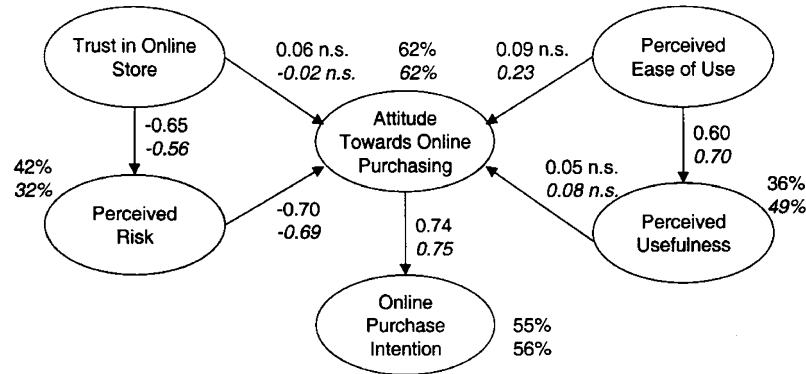 Trust in Online
Store
0.06 n.s.
-0.02 n.s.
62%
62%
0.09 n.s.
0.23
Perceived
Ease of Use
Attitude
Towards Online
Purchasing
-0.65
-0.56
0.60
0.70
42%
32%
Perceived
Risk
-0.70
-0.69
0.05 n.s.
0.08 n.s.
Perceived
Usefulness
36%
49%
0.74
0.75
Online
Purchase
Intention
55%
56%